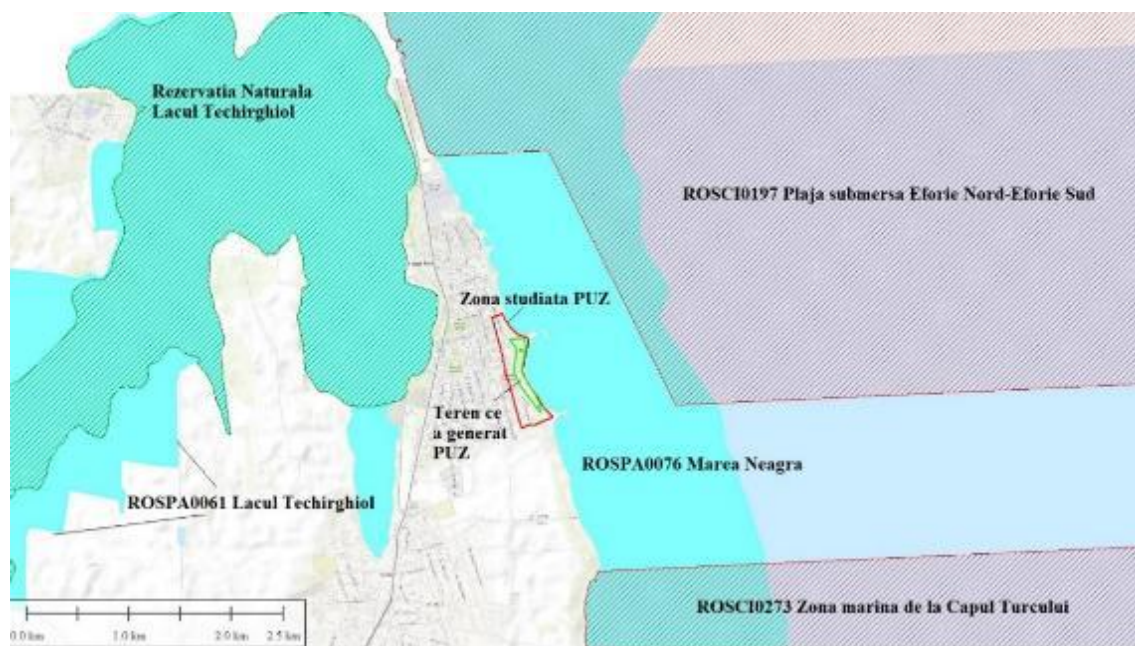 Rezervatia Naturala
Lacul Techirghiol
ROSCI0197 Plaja submersa Eforie Nord-Eforie Sud
Zona studiata PUZ
Teren ce
a generat
PUZ
ROSPA0076 Marea Neagra
ROSPA0061 Lacul Techirghiol
ROSCI0273 Zona marina de la Capul Turcului
0.0 km 1.0 km 2.0 km 2.5 km